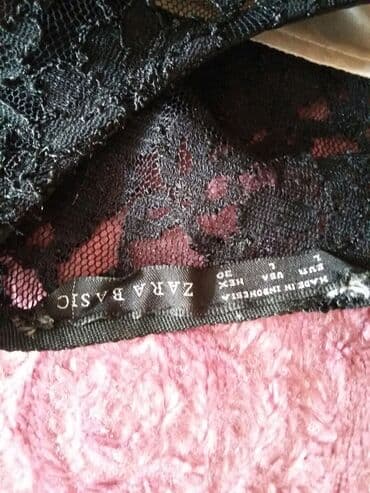 ZARA BASIC
EUR L
USA L
MEX 30
MADE IN INDONESIA